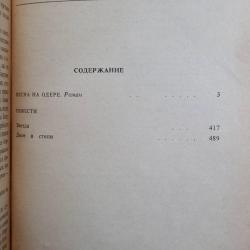 СОДЕРЖАНИЕ
ВЕСНА НА ОДЕРЕ. Роман . . . . . 5
ПОВЕСТИ
Звезда . . . . . 417
Двое в степи . . . . . 489